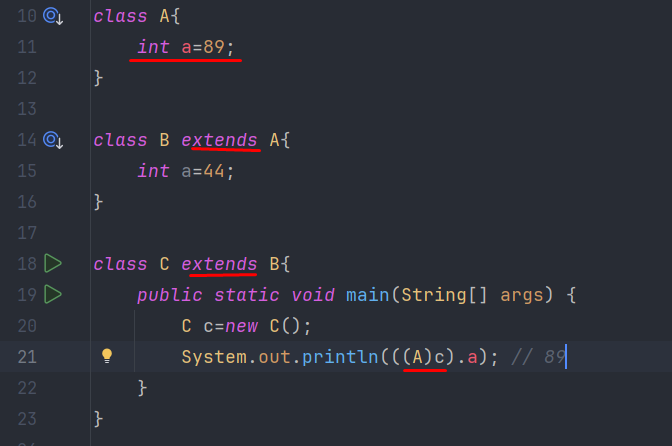 10 class A{
11 int a=89;
12 }
13
14 class B extends A{
15 int a=44;
16 }
17
18 class C extends B{
19 public static void main(String[] args) {
20 C c=new C();
21 System.out.println(((A)c).a); // 89
22 }
23 }